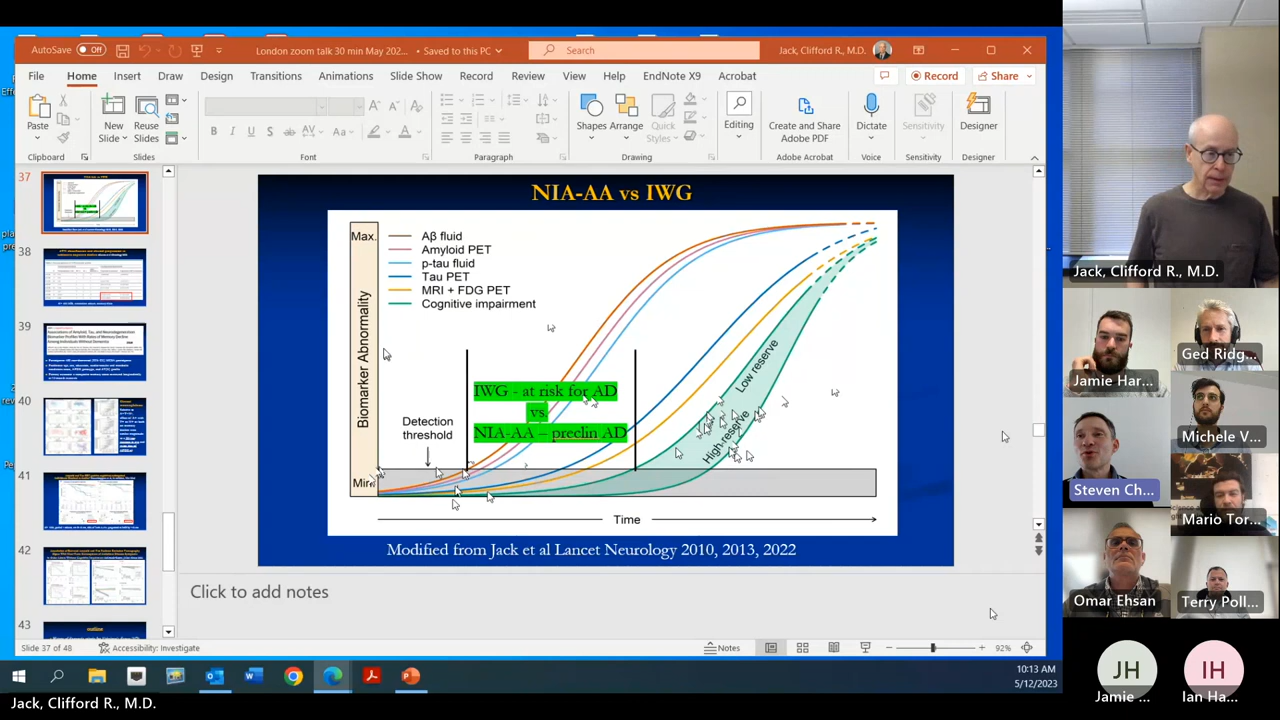 AutoSave
Off
London zoom talk 30 min May 202...
Saved to this PC
Search
Jack, Clifford R., M.D.
File
Home
Insert
Draw
Design
Transitions
Animations
Slide Show
Record
Review
View
Help
EndNote X9
Acrobat
Record
Share
Paste
New
Slide
Reuse
Slides
B I U S ab AV Aa A
Shapes
Arrange
Quick
Styles
Editing
Create and Share
Adobe PDF
Dictate
Sensitivity
Designer
Clipboard
Slides
Font
Paragraph
Drawing
Adobe Acrobat
Voice
Sensitivity
Designer
37
38
39
40
41
42
43
NIA-AA vs IWG
Max.
Aβ fluid
Amyloid PET
p-tau fluid
Tau PET
MRI + FDG PET
Cognitive impairment
Biomarker Abnormality
Detection
threshold
IWG - at risk for AD
vs.
NIA-AA – preclin AD
Low reserve
High reserve
Min.
Time
Modified from Jack et al Lancet Neurology 2010, 2013, 2022
Click to add notes
Slide 37 of 48
Accessibility: Investigate
Notes
92%
10:13 AM
5/12/2023
Jack, Clifford R., M.D.
Jack, Clifford R., M.D.
Jamie Har...
Ged Ridg...
Steven Ch...
Michele V...
Mario Tor...
Omar Ehsan
Terry Poll...
JH
Jamie ...
IH
Ian Ha...